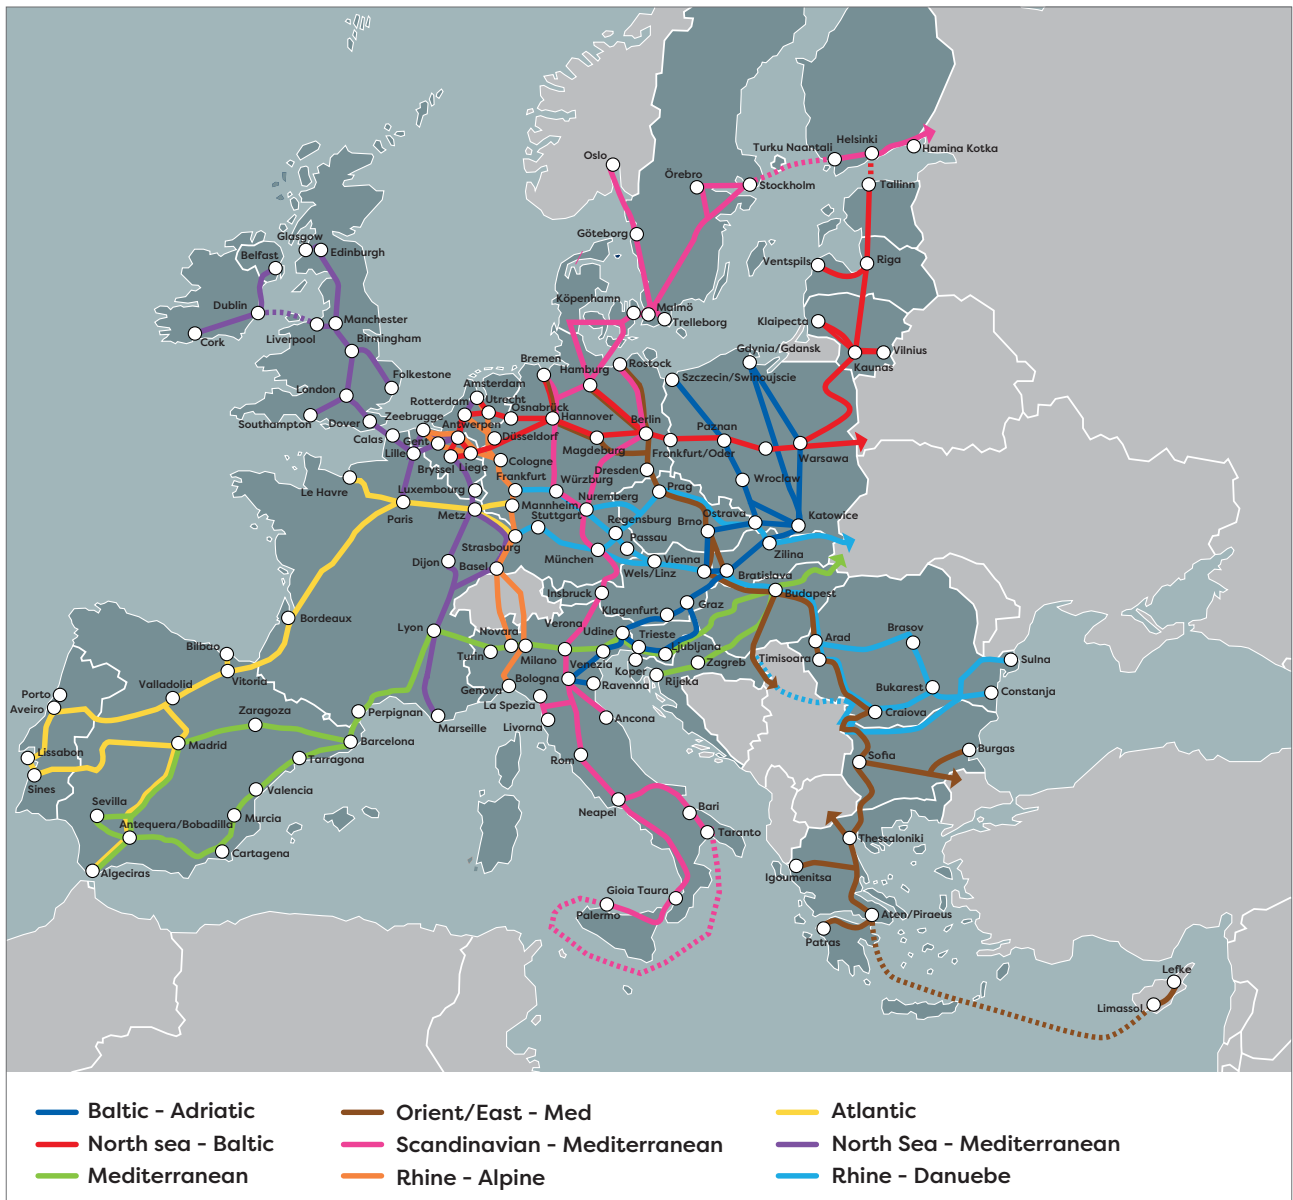 Helsinki
Turku Naantali
Hamina Kotka
Oslo
Örebro
Stockholm
Tallinn
Göteborg
Glasgow
Edinburgh
Belfast
Ventspils
Riga
Dublin
Köpenhamn
Malmö
Trelleborg
Klaipecta
Manchester
Cork
Liverpool
Birmingham
Gdynia/Gdansk
Vilnius
Kaunas
Bremen
Hamburg
Rostock
Folkestone
Szczecin/Swinoujscie
Amsterdam
London
Rotterdam
Utrecht
Osnabrück
Zeebrugge
Hannover
Berlin
Southampton
Dover
Antwerpen
Paznan
Calas
Gent
Düsseldorf
Magdeburg
Frankfurt/Oder
Warsawa
Lille
Bryssel
Liege
Cologne
Dresden
Frankfurt
Würzburg
Wroclaw
Le Havre
Luxembourg
Prag
Nuremberg
Mannheim
Paris
Metz
Stuttgart
Regensburg
Brno
Ostrava
Katowice
Passau
Strasbourg
München
Zilina
Dijon
Basel
Wels/Linz
Vienna
Bratislava
Insbruck
Budapest
Klagenfurt
Graz
Bordeaux
Lyon
Novara
Verona
Udine
Trieste
Arad
Brasov
Bilbao
Turin
Milano
Venezia
Ljubljana
Koper
Zagreb
Timisoara
Sulna
Vitoria
Valladolid
Genova
Bologna
Ravenna
Rijeka
Bukarest
Constanja
Porto
Aveiro
La Spezia
Zaragoza
Perpignan
Marseille
Livorna
Ancona
Craiova
Madrid
Barcelona
Lissabon
Tarragona
Rom
Sofia
Burgas
Sines
Valencia
Sevilla
Neapel
Bari
Antequera/Bobadilla
Murcia
Taranto
Thessaloniki
Cartagena
Algeciras
Igoumenitsa
Gioia Taura
Palermo
Aten/Piraeus
Patras
Lefke
Limassol
Baltic - Adriatic
Orient/East - Med
Atlantic
North sea - Baltic
Scandinavian - Mediterranean
North Sea - Mediterranean
Mediterranean
Rhine - Alpine
Rhine - Danuebe